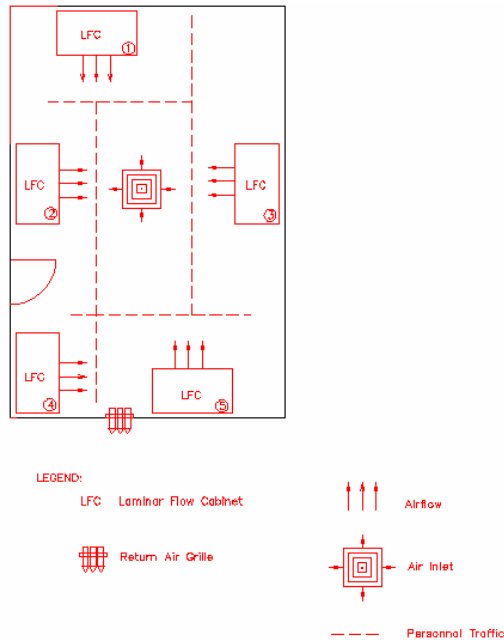 LFC
①
LFC
②
LFC
③
LFC
④
LFC
⑤
LEGEND:
LFC Laminar Flow Cabinet
Airflow
Return Air Grille
Air Inlet
Personnal Traffic